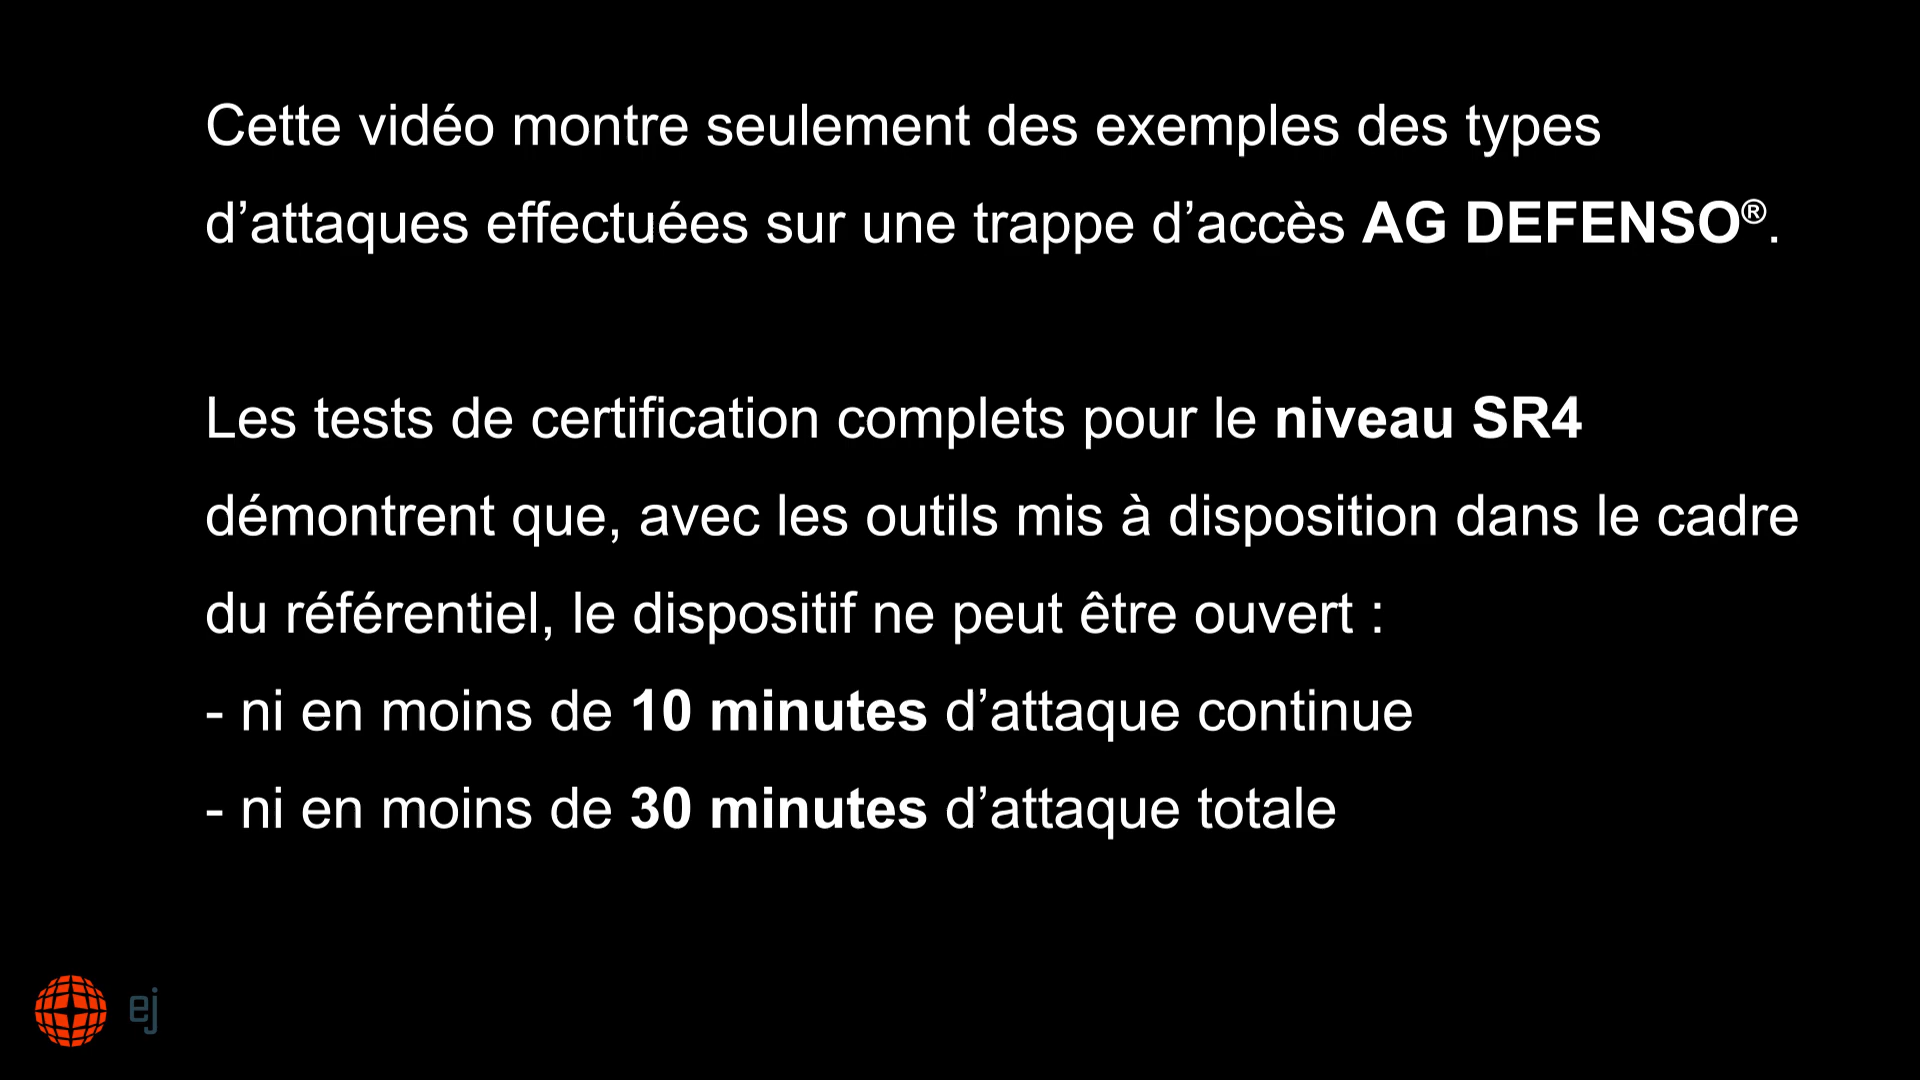 Cette vidéo montre seulement des exemples des types
d’attaques effectuées sur une trappe d’accès AG DEFENSO®.
Les tests de certification complets pour le niveau SR4
démontrent que, avec les outils mis à disposition dans le cadre
du référentiel, le dispositif ne peut être ouvert :
- ni en moins de 10 minutes d’attaque continue
- ni en moins de 30 minutes d’attaque totale
ej